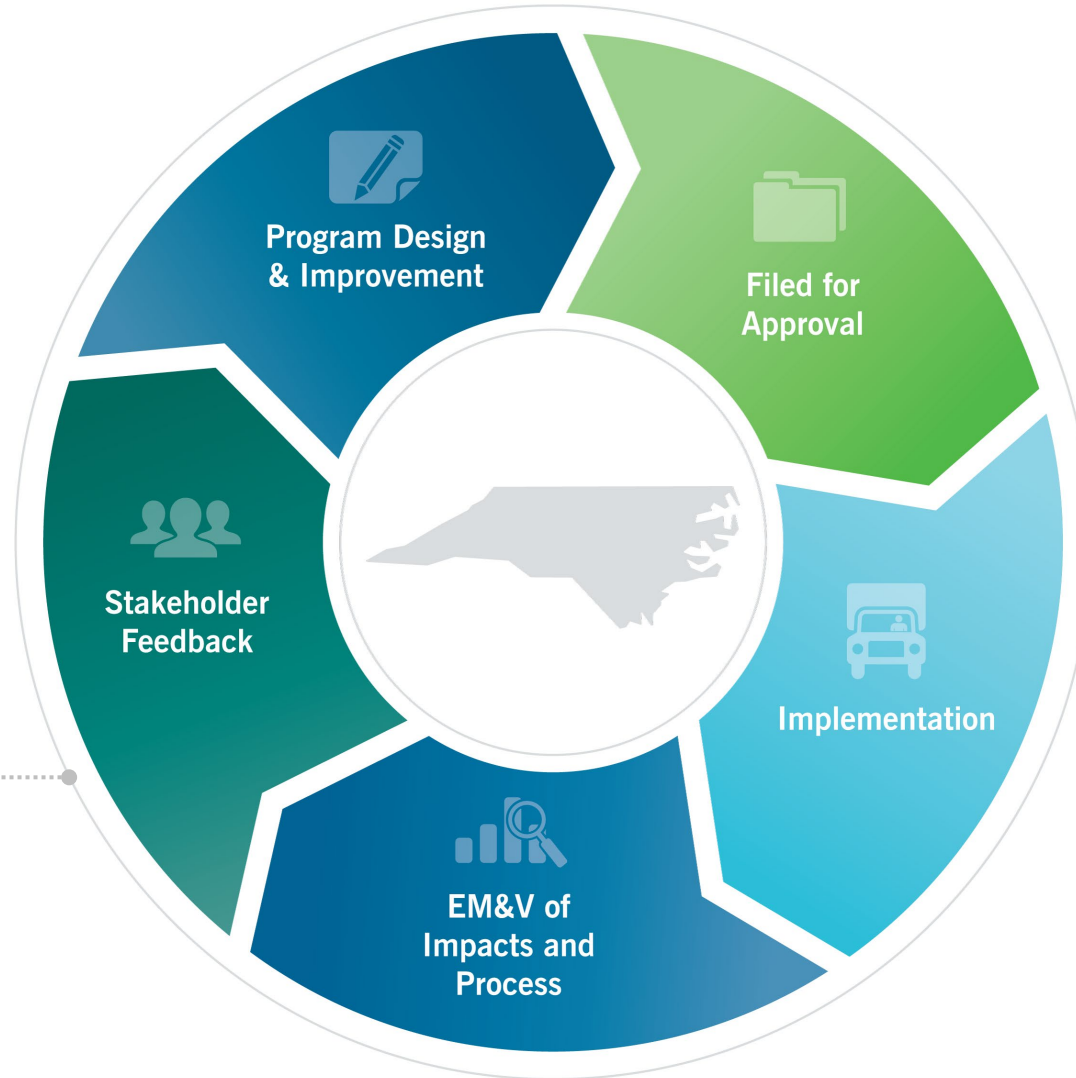 Program Design
& Improvement
Filed for
Approval
Implementation
EM&V of
Impacts and
Process
Stakeholder
Feedback